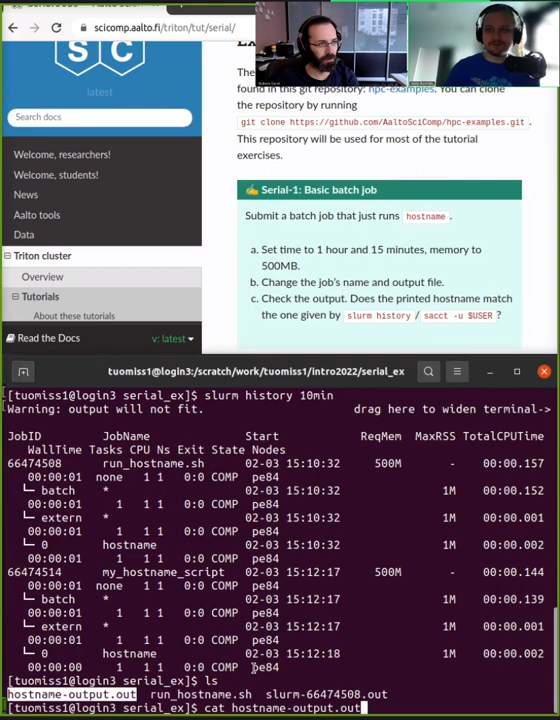 scicomp.aalto.fi/triton/tut/serial/
SC
latest
Search docs
Welcome, researchers!
Welcome, students!
News
Aalto tools
Data
Triton cluster
Overview
Tutorials
About these tutorials
Read the Docs
v: latest
found in this git repository: hpc-examples. You can clone
the repository by running
git clone https://github.com/AaltoSciComp/hpc-examples.git.
This repository will be used for most of the tutorial
exercises.
Serial-1: Basic batch job
Submit a batch job that just runs hostname.
a. Set time to 1 hour and 15 minutes, memory to
500MB.
b. Change the job's name and output file.
c. Check the output. Does the printed hostname match
the one given by slurm history / sacct -u $USER ?
tuomiss1@login3:/scratch/work/tuomiss1/intro2022/serial_ex
[tuomiss1@login3 serial_ex]$ slurm history 10min
Warning: output will not fit. drag here to widen terminal->
JobID JobName Start ReqMem MaxRSS TotalCPUTime
WallTime Tasks CPU Ns Exit State Nodes
66474508 run_hostname.sh 02-03 15:10:32 500M - 00:00.152
00:00:01 none 1 1 0:0 COMP pe84
└─ batch * 02-03 15:10:32 1M 00:00.150
00:00:01 1 1 1 0:0 COMP pe84
└─ extern * 02-03 15:10:32 1M 00:00.001
00:00:01 1 1 1 0:0 COMP pe84
└─ 0 hostname 02-03 15:10:32 1M 00:00.002
00:00:01 1 1 1 0:0 COMP pe84
66474514 my_hostname_script 02-03 15:12:17 500M - 00:00.144
00:00:01 none 1 1 0:0 COMP pe84
└─ batch * 02-03 15:12:17 1M 00:00.139
00:00:01 1 1 1 0:0 COMP pe84
└─ extern * 02-03 15:12:17 1M 00:00.001
00:00:01 1 1 1 0:0 COMP pe84
└─ 0 hostname 02-03 15:12:18 1M 00:00.002
00:00:00 1 1 1 0:0 COMP pe84
[tuomiss1@login3 serial_ex]$ ls
hostname-output.out run_hostname.sh slurm-66474508.out
[tuomiss1@login3 serial_ex]$ cat hostname-output.out